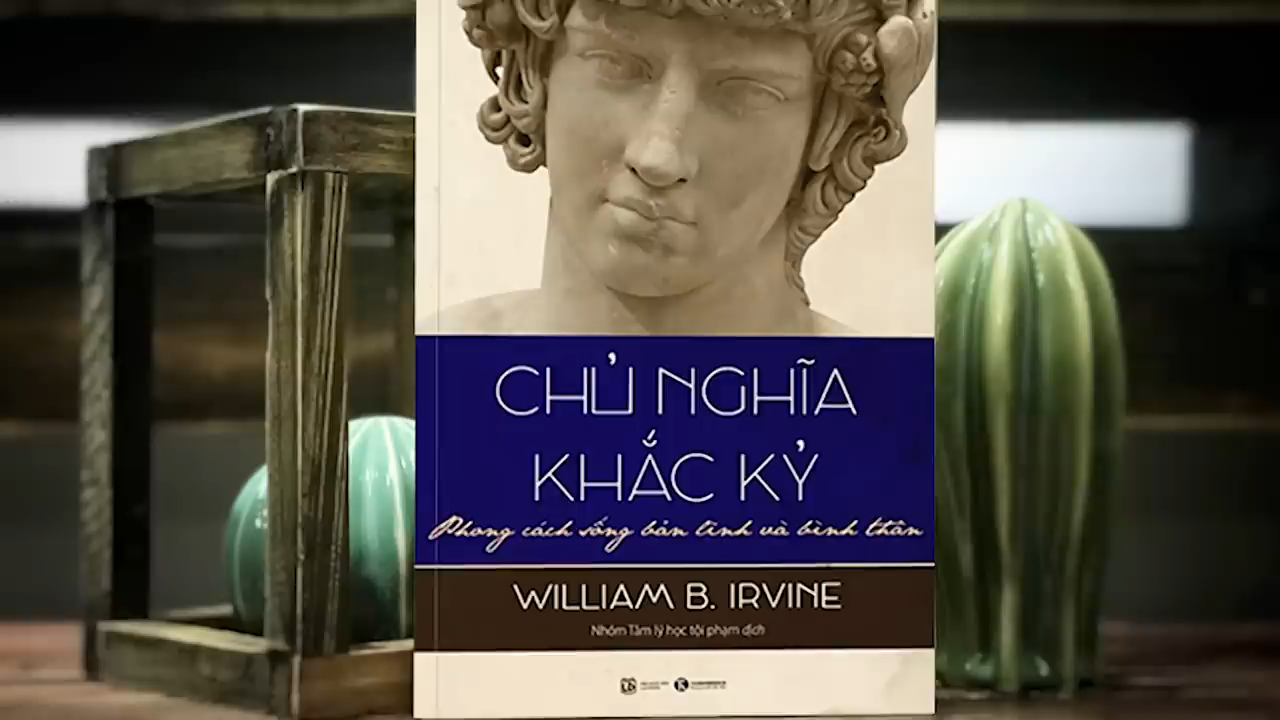 CHỦ NGHĨA
KHẮC KỶ
Phong cách sống bản lĩnh và bình thản
WILLIAM B. IRVINE
Nhóm Tâm lý học tội phạm dịch